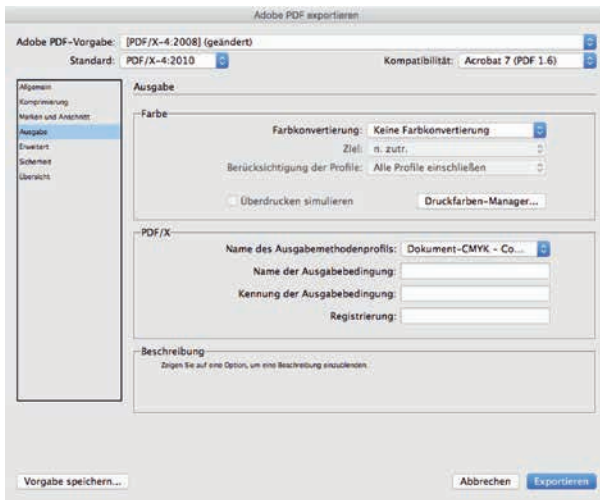 Adobe PDF exportieren
Adobe PDF-Vorgabe: [PDF/X-4:2008] (geändert)
Standard: PDF/X-4:2010 Kompatibilität: Acrobat 7 (PDF 1.6)
Allgemein
Komprimierung
Marken und Anschnitt
Ausgabe
Erweitert
Sicherheit
Übersicht
Ausgabe
Farbe
Farbkonvertierung: Keine Farbkonvertierung
Ziel: n. zutr.
Berücksichtigung der Profile: Alle Profile einschließen
Überdrucken simulieren Druckfarben-Manager...
PDF/X
Name des Ausgabemethodenprofils: Dokument-CMYK - Co...
Name der Ausgabebedingung:
Kennung der Ausgabebedingung:
Registrierung:
Beschreibung
Zeigen Sie auf eine Option, um eine Beschreibung einzublenden.
Vorgabe speichern... Abbrechen Exportieren